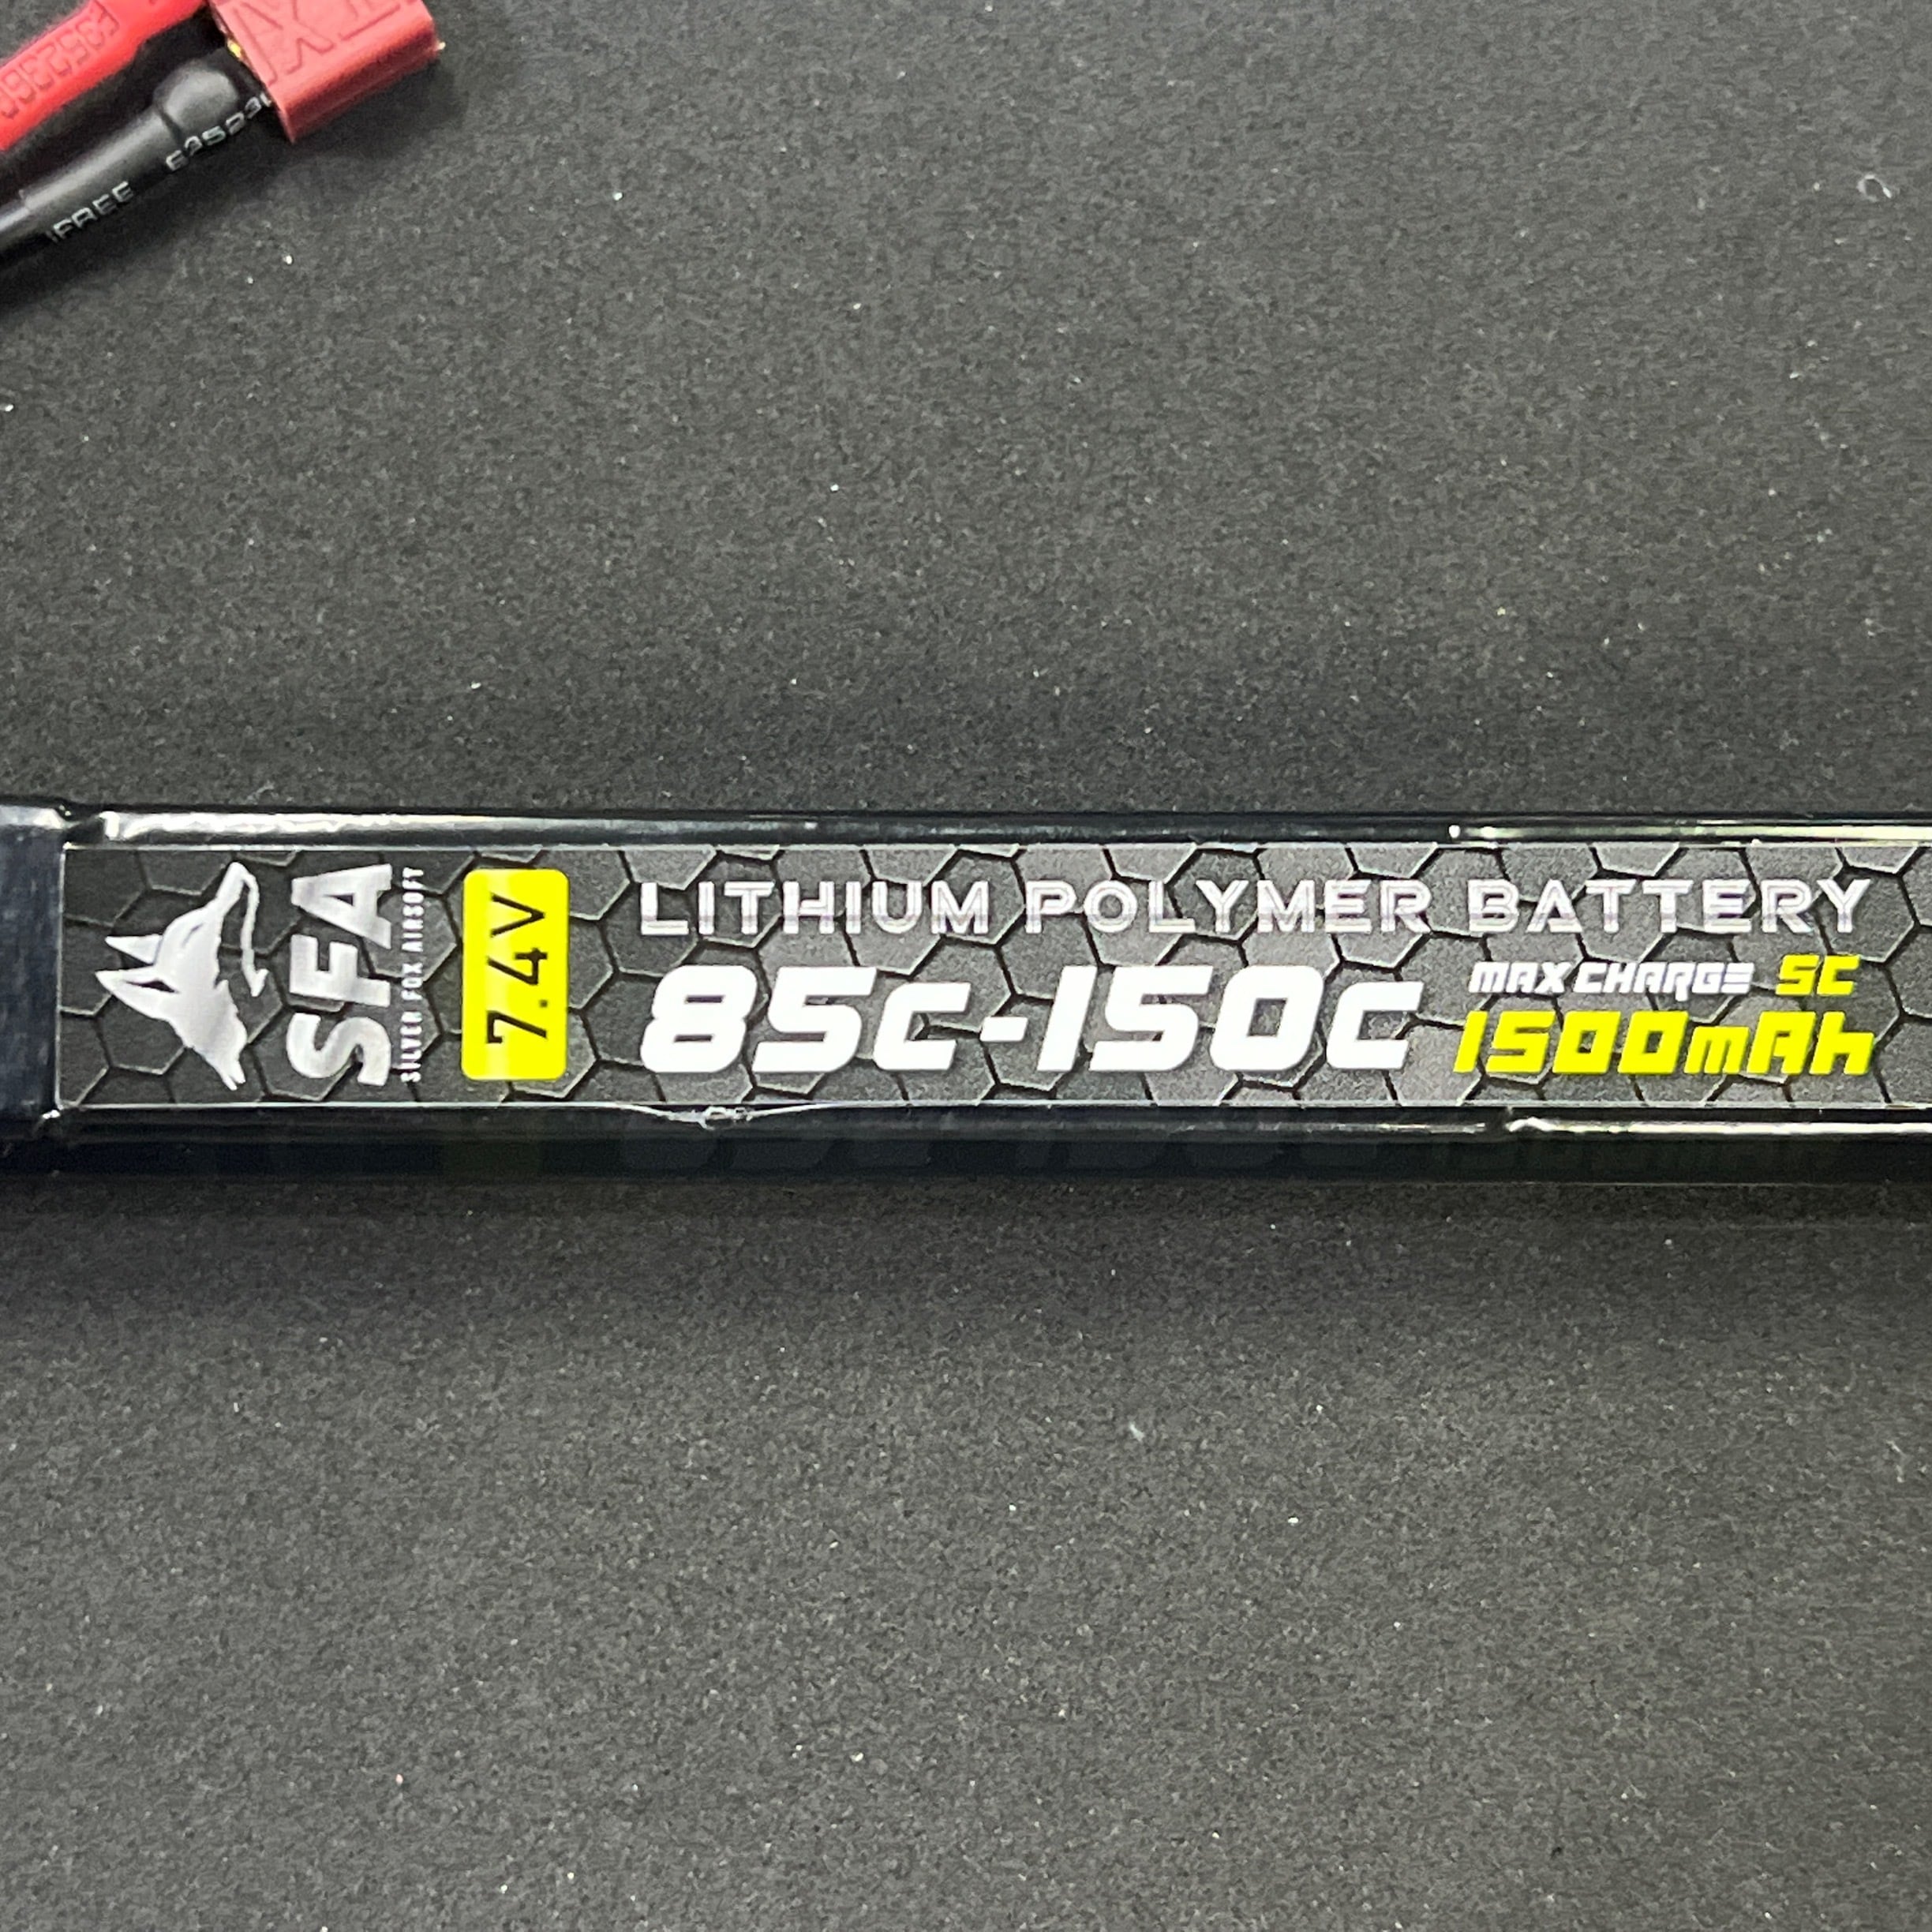 SFA
SILVER FOX AIRSOFT
7.4V
LITHIUM POLYMER BATTERY
85C-150C
MAX CHARGE 5C
1500mAh